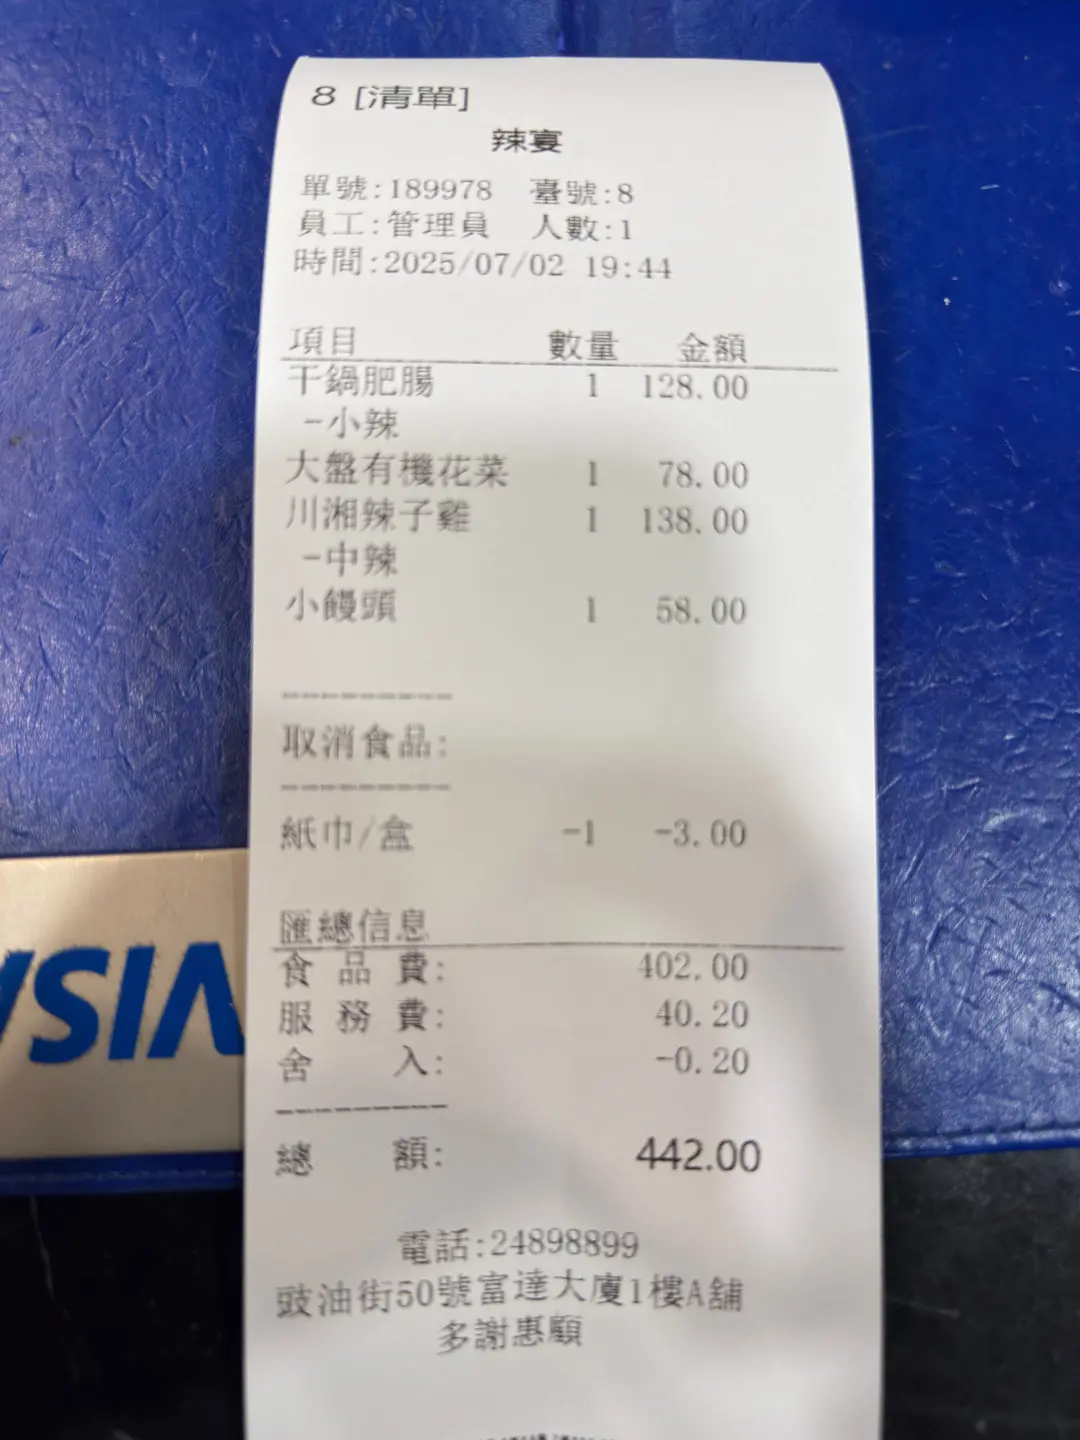 8 [清單]
辣宴
單號:189978 臺號:8
員工:管理員 人數:1
時間:2025/07/02 19:44
項目 數量 金額
干鍋肥腸 1 128.00
-小辣
大盤有機花菜 1 78.00
川湘辣子雞 1 138.00
-中辣
小饅頭 1 58.00
----------
取消食品:
----------
紙巾/盒 -1 -3.00
匯總信息
食品費: 402.00
服務費: 40.20
舍入: -0.20
----------
總額: 442.00
電話:24898899
豉油街50號富達大廈1樓A舖
多謝惠顧
VISA